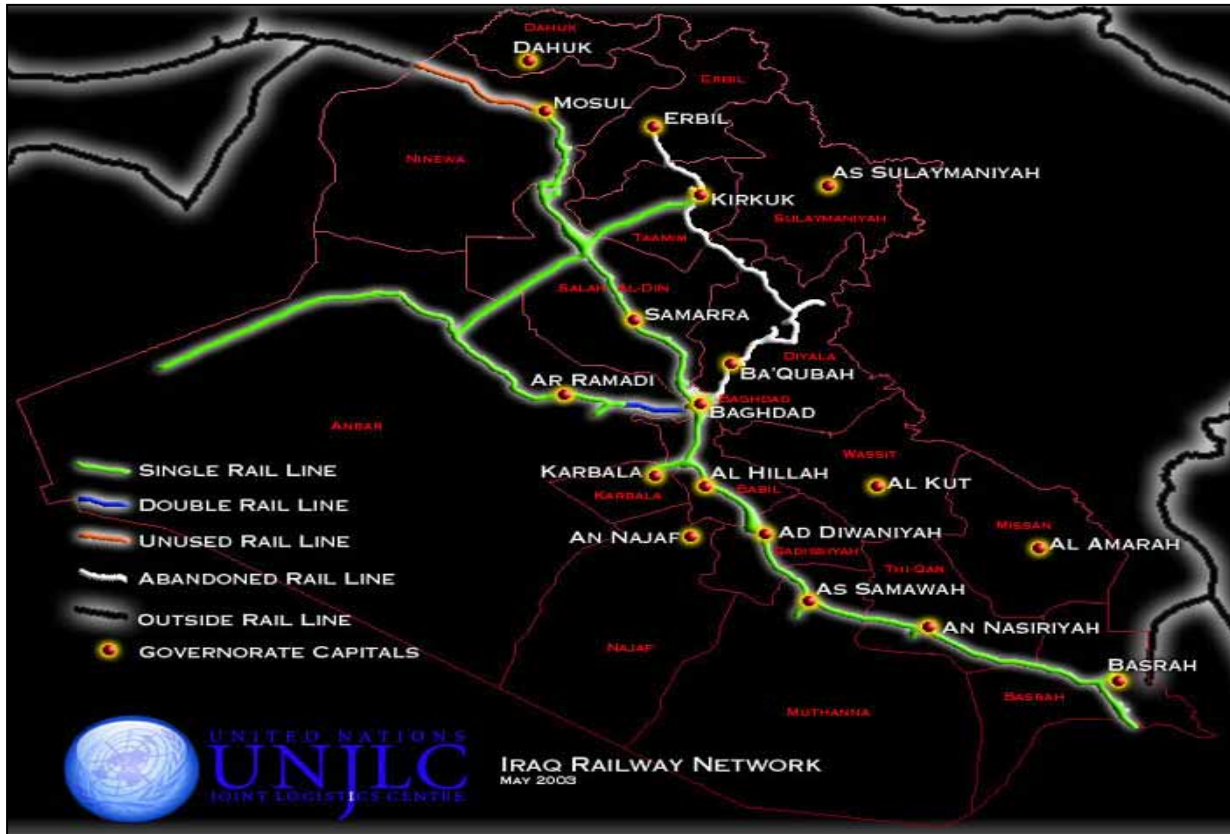 DAHUK
DAHUK
ERBIL
MOSUL
ERBIL
NINEWA
AS SULAYMANIYAH
KIRKUK
SULAYMANIYAH
TAAMIM
SALAH AL-DIN
SAMARRA
DIYALA
BA'QUBAH
AR RAMADI
BAGHDAD
BAGHDAD
ANBAR
WASSIT
KARBALA
AL HILLAH
KARBALA
BABIL
AL KUT
MISSAN
AN NAJAF
AD DIWANIYAH
AL AMARAH
QADISSIYAH
THI-QAR
AS SAMAWAH
AN NASIRIYAH
NAJAF
BASRAH
BASRAH
MUTHANNA
SINGLE RAIL LINE
DOUBLE RAIL LINE
UNUSED RAIL LINE
ABANDONED RAIL LINE
OUTSIDE RAIL LINE
GOVERNORATE CAPITALS
UNITED NATIONS
UNJLC
JOINT LOGISTICS CENTRE
IRAQ RAILWAY NETWORK
MAY 2003